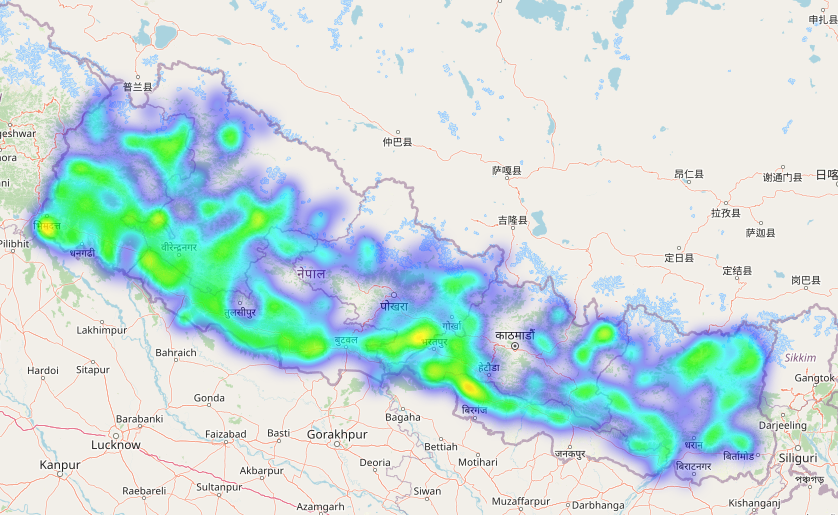 申扎县
普兰县
geshwar
ora
仲巴县
萨嘎县
昂仁县
谢通门县
日喀
ni
拉孜县
吉隆县
萨迦县
Pilibhit
भिमदत्त
धनगढी
वीरेन्द्रनगर
定日县
定结县
岗巴县
नेपाल
पोखरा
तुलसीपुर
गोर्खा
Lakhimpur
बुटवल
भरतपुर
काठमाडौं
Bahraich
हेटौंडा
Sikkim
Hardoi
Sitapur
Gangtok
Gonda
बिरगंज
Bagaha
Barabanki
Faizabad
Basti
Gorakhpur
Darjeeling
Lucknow
Bettiah
धरान
बिर्तामोड
जनकपुर
Siliguri
Kanpur
Akbarpur
Deoria
Motihari
बिराटनगर
Raebareli
Sultanpur
Siwan
Muzaffarpur
Darbhanga
Kishanganj
পঞ্চগড়
Azamgarh